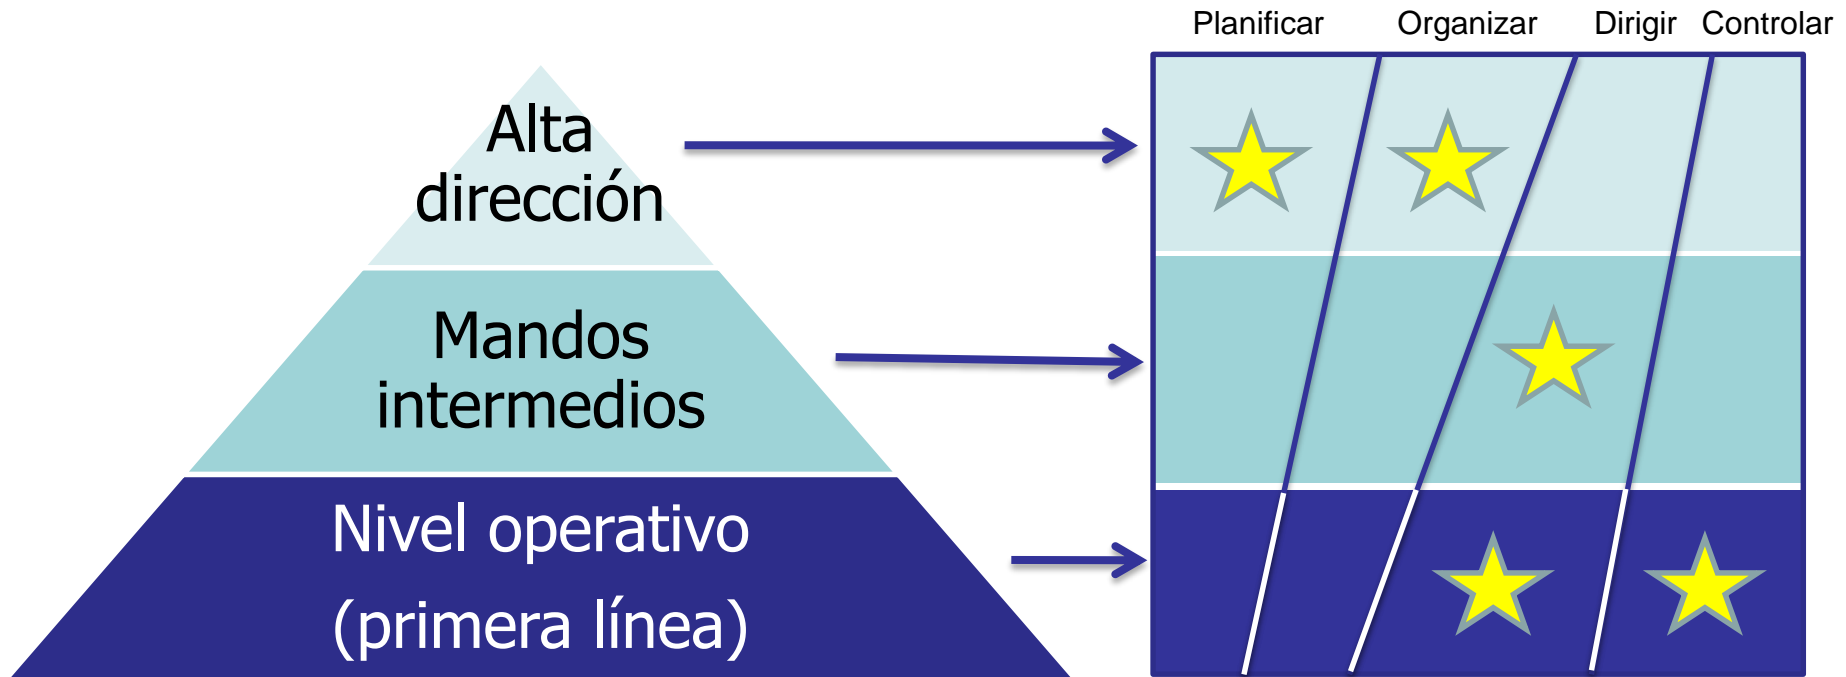 Planificar Organizar Dirigir Controlar
Alta
dirección
Mandos
intermedios
Nivel operativo
(primera línea)